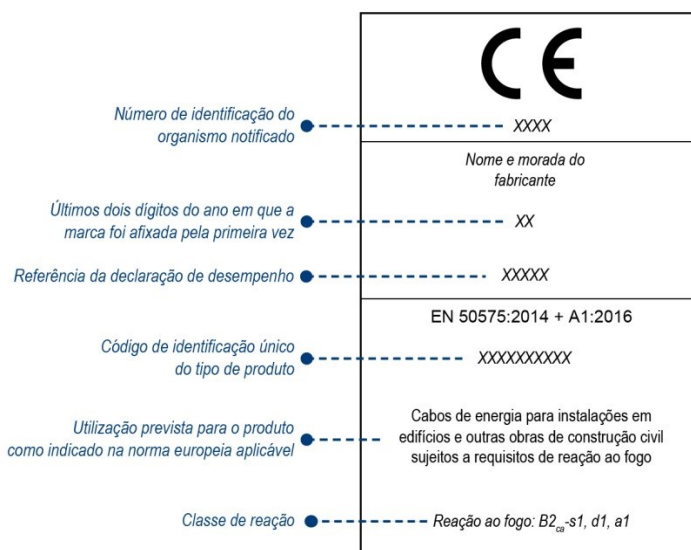 CE
Número de identificação do
organismo notificado
XXXX
Nome e morada do
fabricante
Últimos dois dígitos do ano em que a
marca foi afixada pela primeira vez
XX
Referência da declaração de desempenho
XXXXX
EN 50575:2014 + A1:2016
Código de identificação único
do tipo de produto
XXXXXXXXXX
Utilização prevista para o produto
como indicado na norma europeia aplicável
Cabos de energia para instalações em
edifícios e outras obras de construção civil
sujeitos a requisitos de reação ao fogo
Classe de reação
Reação ao fogo: B2ca-s1, d1, a1